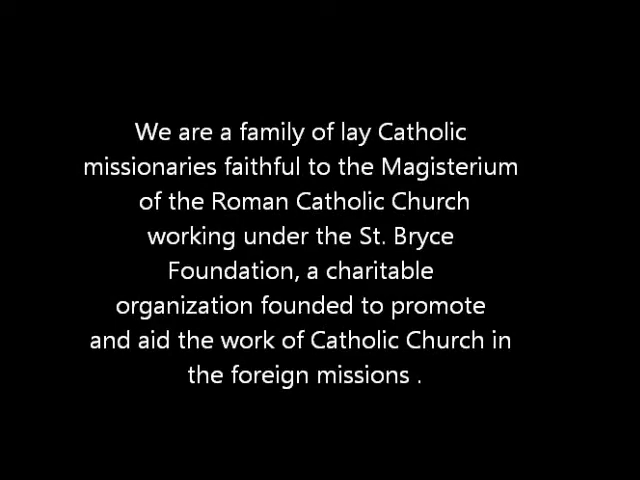 We are a family of lay Catholic
missionaries faithful to the Magisterium
of the Roman Catholic Church
working under the St. Bryce
Foundation, a charitable
organization founded to promote
and aid the work of Catholic Church in
the foreign missions .